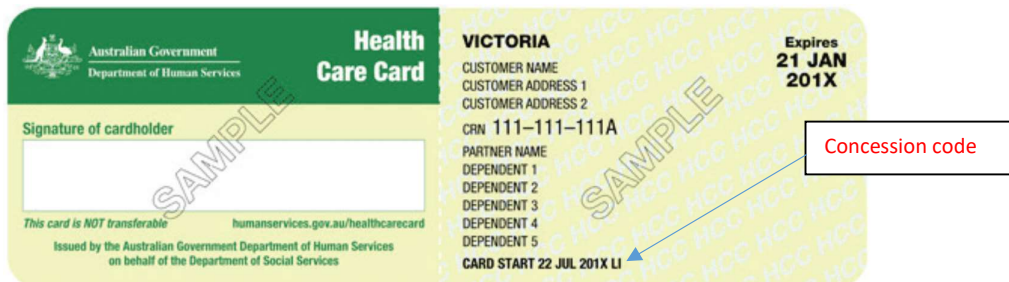 Australian Government
Department of Human Services
Health
Care Card
Signature of cardholder
SAMPLE
This card is NOT transferable
humanservices.gov.au/healthcarecard
Issued by the Australian Government Department of Human Services
on behalf of the Department of Social Services
VICTORIA
Expires
21 JAN
201X
CUSTOMER NAME
CUSTOMER ADDRESS 1
CUSTOMER ADDRESS 2
CRN 111–111–111A
PARTNER NAME
DEPENDENT 1
DEPENDENT 2
DEPENDENT 3
DEPENDENT 4
DEPENDENT 5
CARD START 22 JUL 201X LI
SAMPLE
HCC HCC HCC HCC
Concession code